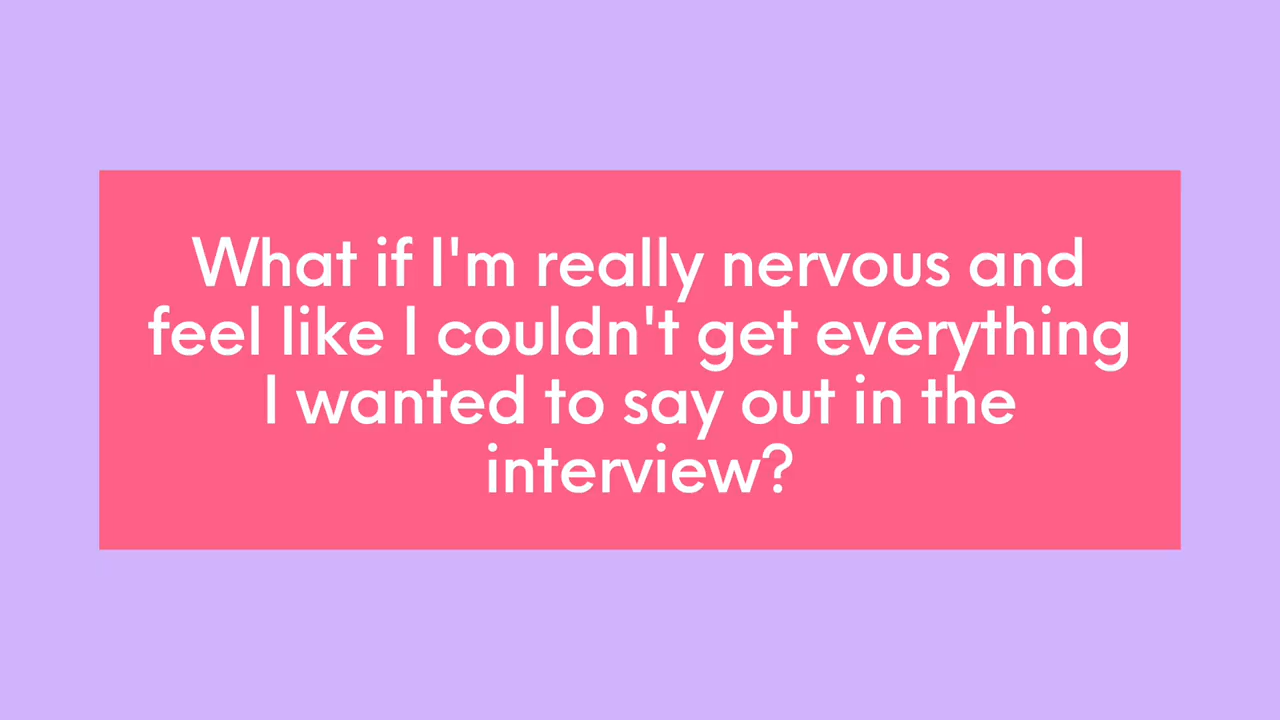 What if I'm really nervous and
feel like I couldn't get everything
I wanted to say out in the
interview?